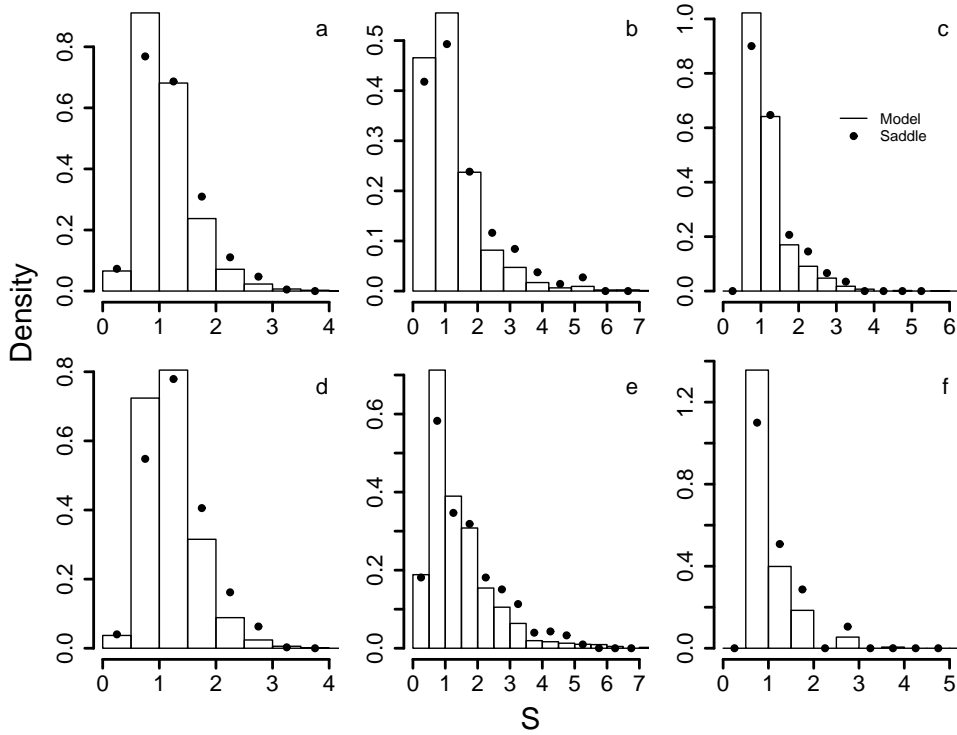 a
0.0 0.2 0.4 0.6 0.8
0 1 2 3 4
b
0.0 0.1 0.2 0.3 0.4 0.5
0 1 2 3 4 5 6 7
c
Model
Saddle
0.0 0.2 0.4 0.6 0.8 1.0
0 1 2 3 4 5 6
Density
d
0.0 0.2 0.4 0.6 0.8
0 1 2 3 4
e
0.0 0.2 0.4 0.6
0 1 2 3 4 5 6 7
f
0.0 0.4 0.8 1.2
0 1 2 3 4 5
S